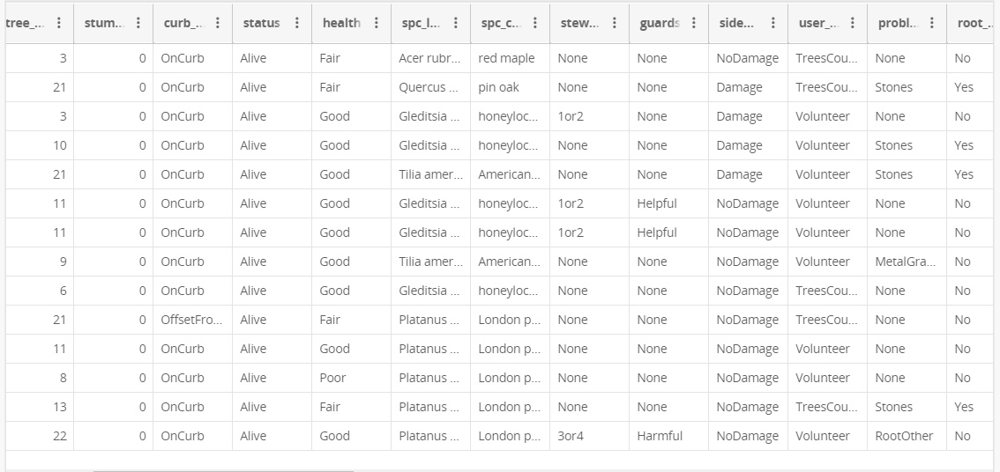 tree_... stum... curb_... status health spc_l... spc_c... stew... guards side... user_... probl... root_...
3 0 OnCurb Alive Fair Acer rubr... red maple None None NoDamage TreesCou... None No
21 0 OnCurb Alive Fair Quercus ... pin oak None None Damage TreesCou... Stones Yes
3 0 OnCurb Alive Good Gleditsia ... honeyloc... 1or2 None Damage Volunteer None No
10 0 OnCurb Alive Good Gleditsia ... honeyloc... None None Damage Volunteer Stones Yes
21 0 OnCurb Alive Good Tilia amer... American... None None Damage Volunteer Stones Yes
11 0 OnCurb Alive Good Gleditsia ... honeyloc... 1or2 Helpful NoDamage Volunteer None No
11 0 OnCurb Alive Good Gleditsia ... honeyloc... 1or2 Helpful NoDamage Volunteer None No
9 0 OnCurb Alive Good Tilia amer... American... None None NoDamage Volunteer MetalGra... No
6 0 OnCurb Alive Good Gleditsia ... honeyloc... None None NoDamage TreesCou... None No
21 0 OffsetFro... Alive Fair Platanus ... London p... None None NoDamage TreesCou... None No
11 0 OnCurb Alive Good Platanus ... London p... None None NoDamage Volunteer None No
8 0 OnCurb Alive Poor Platanus ... London p... None None NoDamage Volunteer None No
13 0 OnCurb Alive Fair Platanus ... London p... None None NoDamage TreesCou... Stones Yes
22 0 OnCurb Alive Good Platanus ... London p... 3or4 Harmful NoDamage Volunteer RootOther No